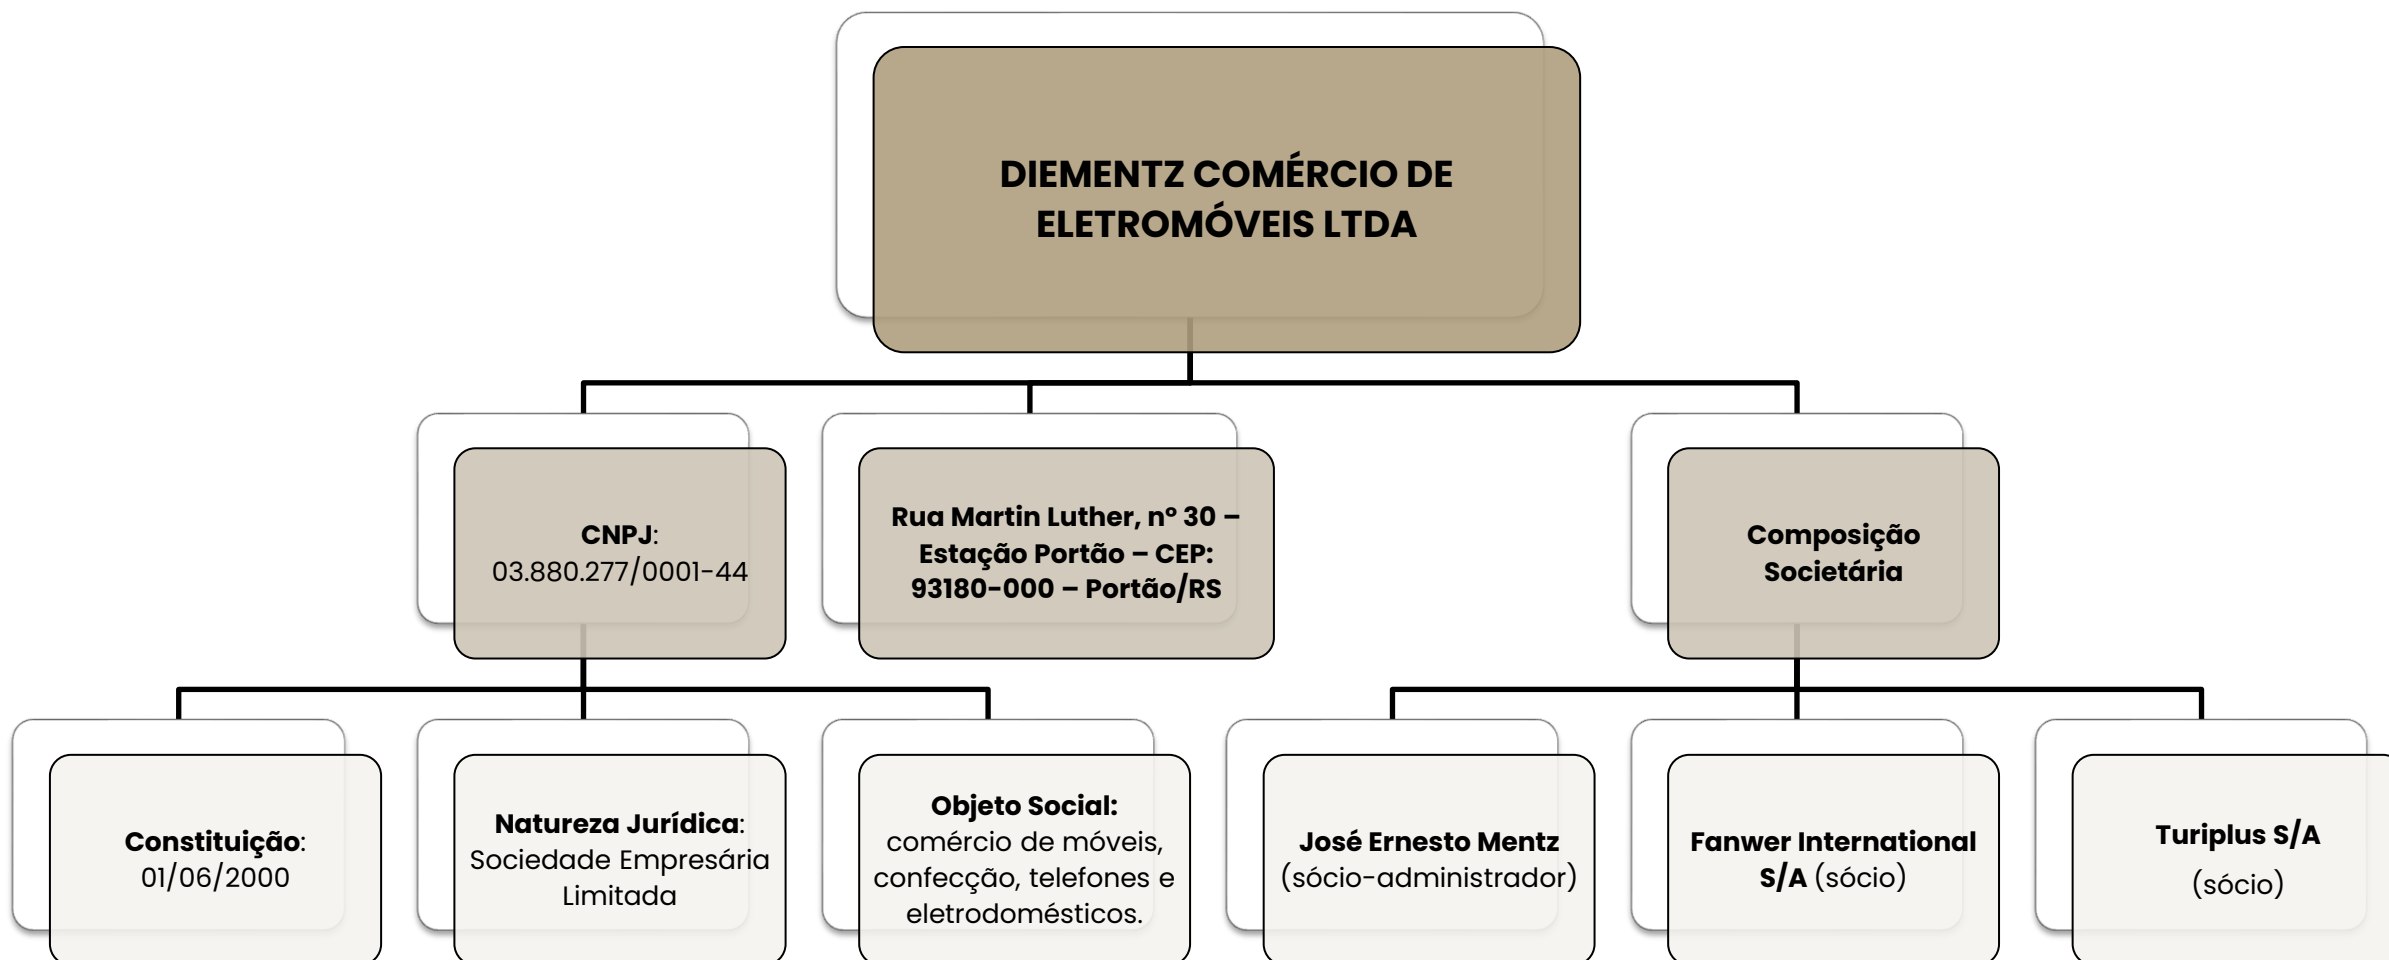 DIEMENTZ COMÉRCIO DE
ELETROMÓVEIS LTDA
CNPJ:
03.880.277/0001-44
Rua Martin Luther, nº 30 –
Estação Portão – CEP:
93180-000 – Portão/RS
Composição
Societária
Constituição:
01/06/2000
Natureza Jurídica:
Sociedade Empresária
Limitada
Objeto Social:
comércio de móveis,
confecção, telefones e
eletrodomésticos.
José Ernesto Mentz
(sócio-administrador)
Fanwer International
S/A (sócio)
Turiplus S/A
(sócio)